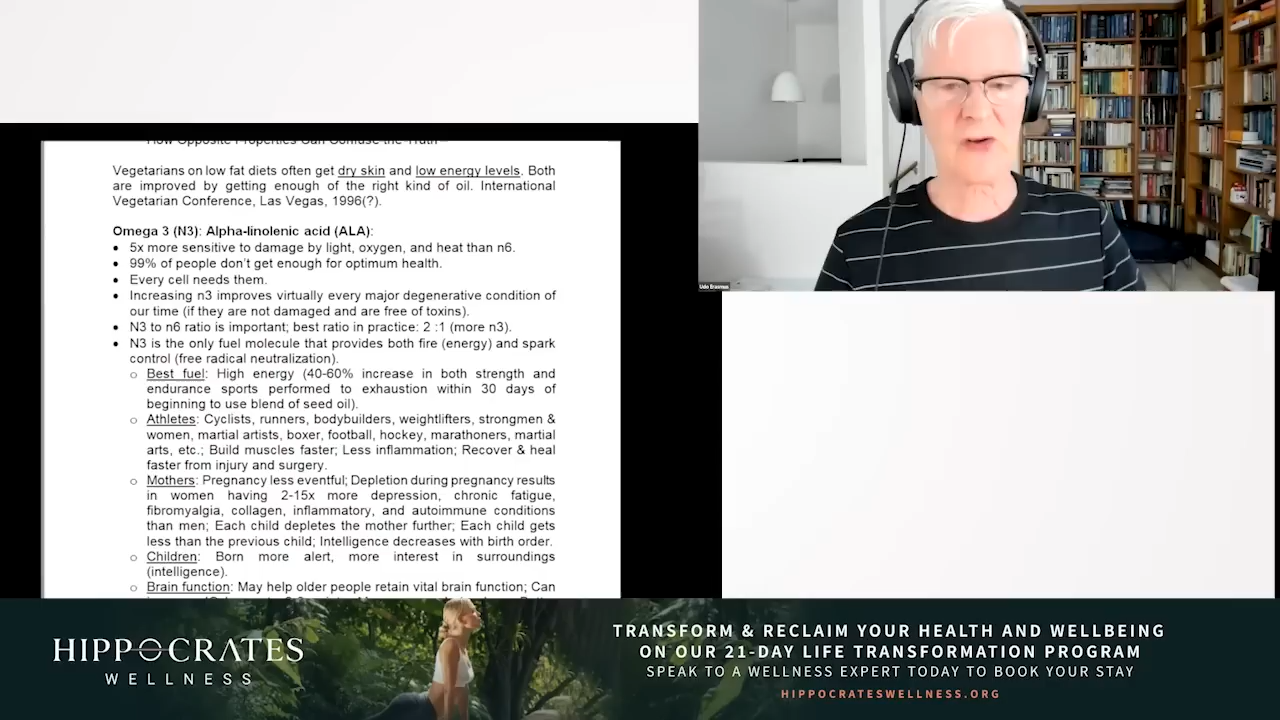 How Opposite Properties Can Confuse the Truth
Vegetarians on low fat diets often get dry skin and low energy levels. Both
are improved by getting enough of the right kind of oil. International
Vegetarian Conference, Las Vegas, 1996(?).
Omega 3 (N3): Alpha-linolenic acid (ALA):
• 5x more sensitive to damage by light, oxygen, and heat than n6.
• 99% of people don't get enough for optimum health.
• Every cell needs them.
• Increasing n3 improves virtually every major degenerative condition of
our time (if they are not damaged and are free of toxins).
• N3 to n6 ratio is important; best ratio in practice: 2 :1 (more n3).
• N3 is the only fuel molecule that provides both fire (energy) and spark
control (free radical neutralization).
o Best fuel: High energy (40-60% increase in both strength and
endurance sports performed to exhaustion within 30 days of
beginning to use blend of seed oil).
o Athletes: Cyclists, runners, bodybuilders, weightlifters, strongmen &
women, martial artists, boxer, football, hockey, marathoners, martial
arts, etc.; Build muscles faster; Less inflammation; Recover & heal
faster from injury and surgery.
o Mothers: Pregnancy less eventful; Depletion during pregnancy results
in women having 2-15x more depression, chronic fatigue,
fibromyalgia, collagen, inflammatory, and autoimmune conditions
than men; Each child depletes the mother further; Each child gets
less than the previous child; Intelligence decreases with birth order.
o Children: Born more alert, more interest in surroundings
(intelligence).
o Brain function: May help older people retain vital brain function; Can
Udo Erasmus
HIPPOCRATES
WELLNESS
TRANSFORM & RECLAIM YOUR HEALTH AND WELLBEING
ON OUR 21-DAY LIFE TRANSFORMATION PROGRAM
SPEAK TO A WELLNESS EXPERT TODAY TO BOOK YOUR STAY
HIPPOCRATESWELLNESS.ORG